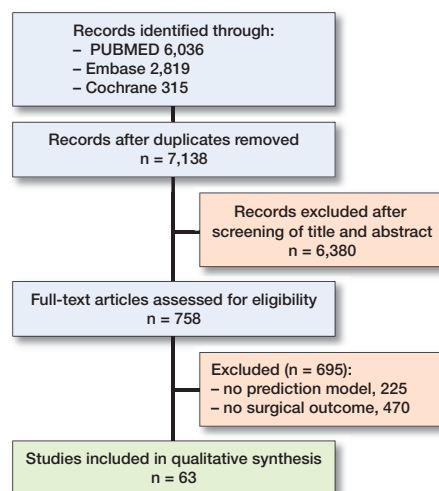 Records identified through:
– PUBMED 6,036
– Embase 2,819
– Cochrane 315
Records after duplicates removed
n = 7,138
Records excluded after
screening of title and abstract
n = 6,380
Full-text articles assessed for eligibility
n = 758
Excluded (n = 695):
– no prediction model, 225
– no surgical outcome, 470
Studies included in qualitative synthesis
n = 63